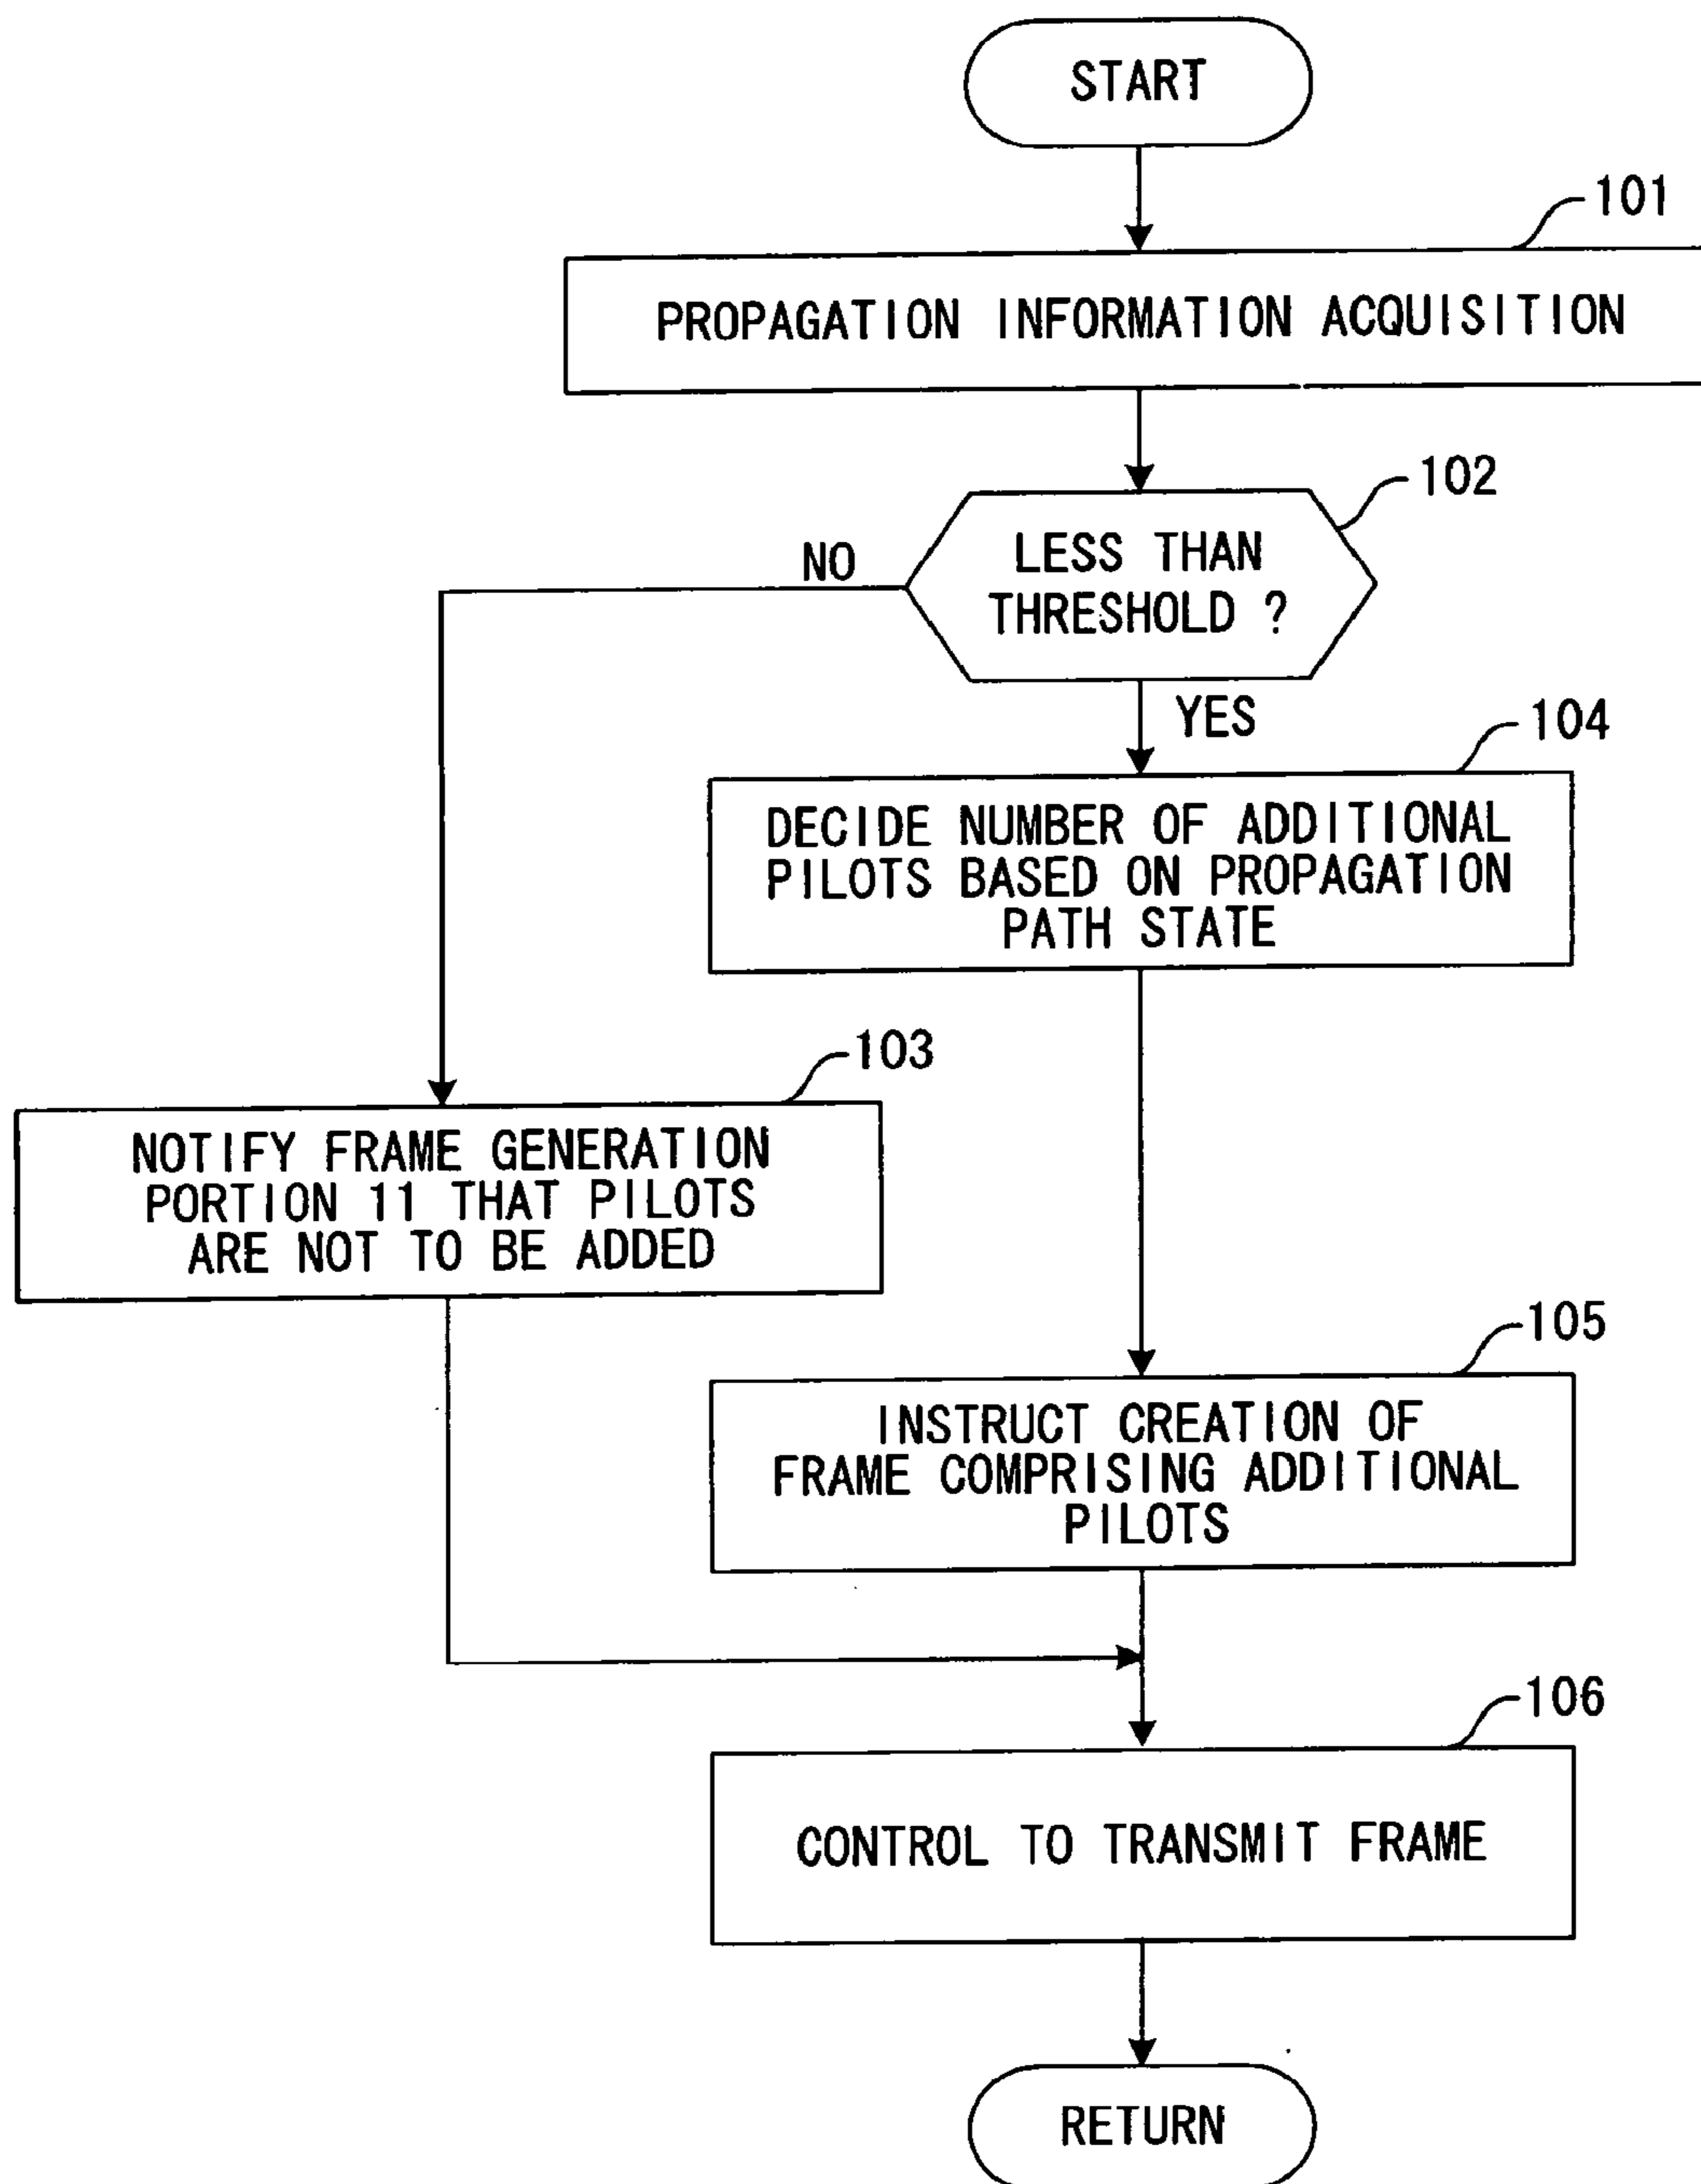 START
101
PROPAGATION INFORMATION ACQUISITION
102
LESS THAN
THRESHOLD ?
NO
YES
104
DECIDE NUMBER OF ADDITIONAL
PILOTS BASED ON PROPAGATION
PATH STATE
103
NOTIFY FRAME GENERATION
PORTION 11 THAT PILOTS
ARE NOT TO BE ADDED
105
INSTRUCT CREATION OF
FRAME COMPRISING ADDITIONAL
PILOTS
106
CONTROL TO TRANSMIT FRAME
RETURN